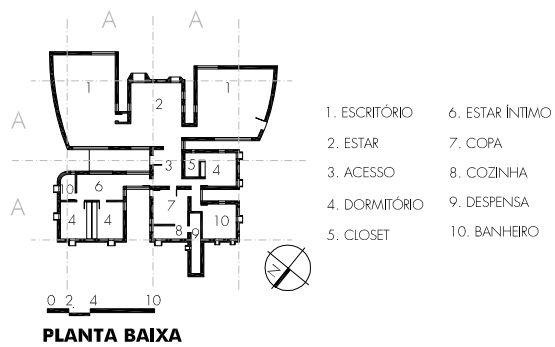 A A
1 2 1
A
3 5 4
10 6
A
7
4 4 8 9 10
1. ESCRITÓRIO
2. ESTAR
3. ACESSO
4. DORMITÓRIO
5. CLOSET
6. ESTAR ÍNTIMO
7. COPA
8. COZINHA
9. DESPENSA
10. BANHEIRO
N
0 2 4 10
PLANTA BAIXA